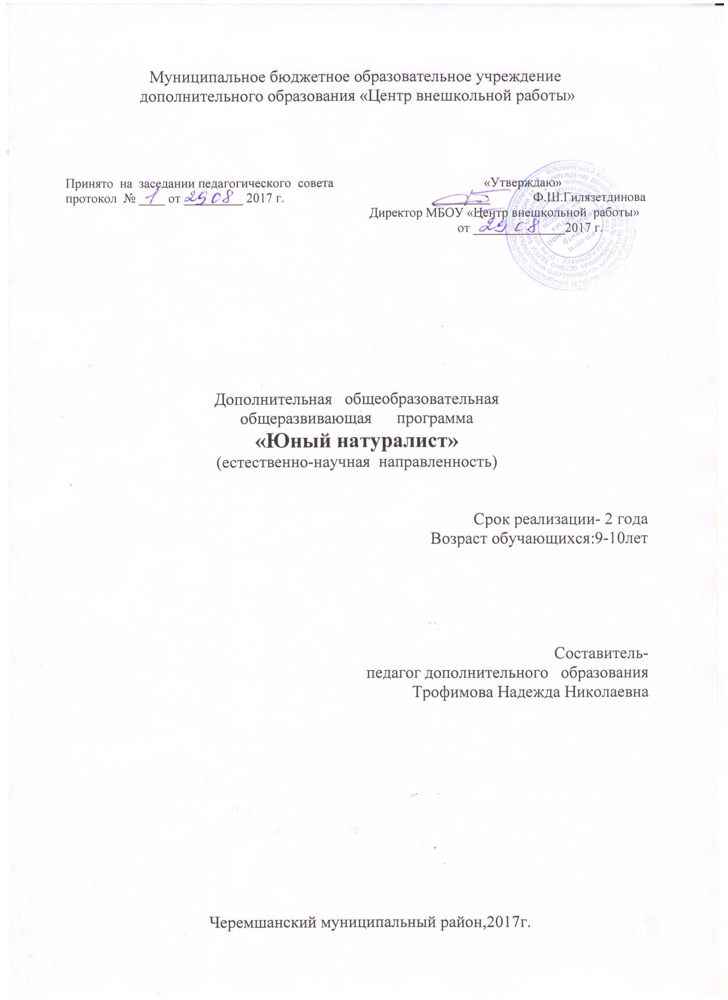 Муниципальное бюджетное образовательное учреждение
дополнительного образования «Центр внешкольной работы»
Принято на заседании педагогического совета
протокол № 1 от 29.08 2017 г.
«Утверждаю»
Ф.Ш.Гилязетдинова
Директор МБОУ «Центр внешкольной работы»
от 29 08 2017 г.
Дополнительная общеобразовательная
общеразвивающая программа
«Юный натуралист»
(естественно-научная направленность)
Срок реализации- 2 года
Возраст обучающихся:9-10лет
Составитель-
педагог дополнительного образования
Трофимова Надежда Николаевна
Черемшанский муниципальный район,2017г.